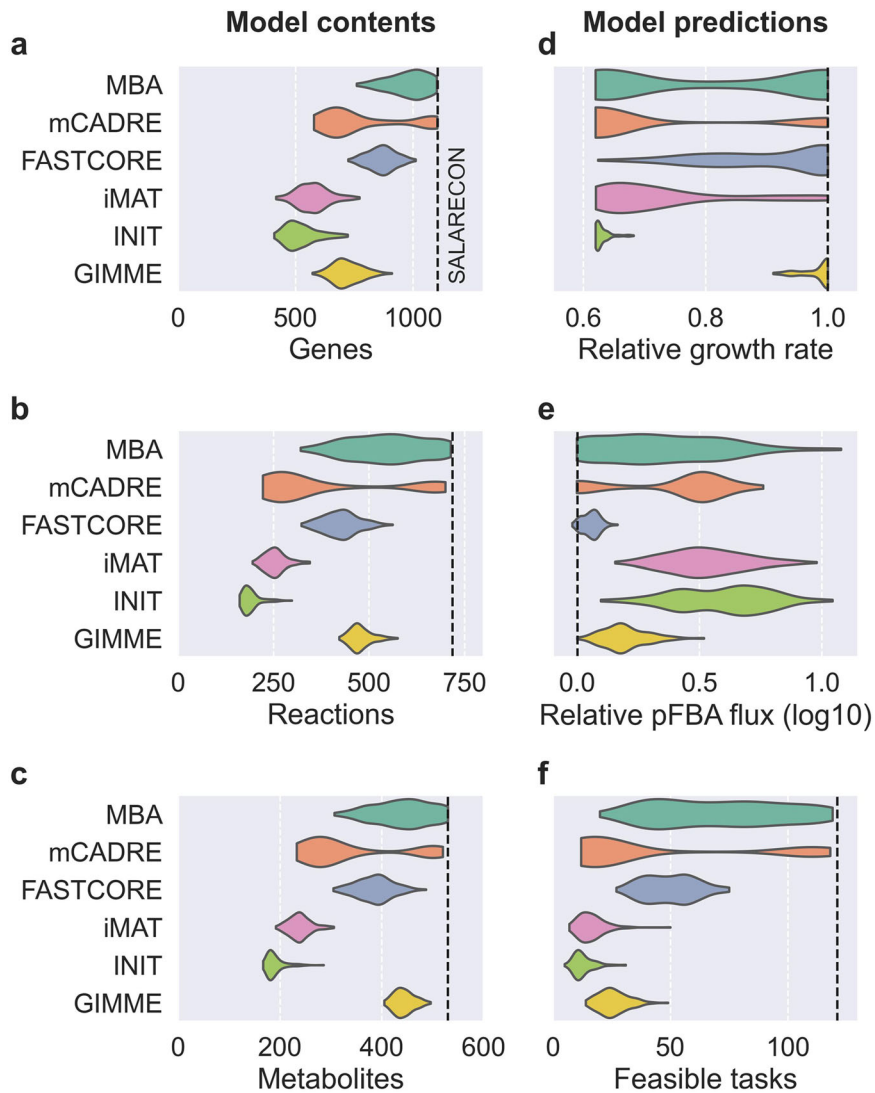 Model contents
Model predictions
a
MBA
mCADRE
FASTCORE
iMAT
INIT
GIMME
SALARECON
0 500 1000
Genes
d
0.6 0.8 1.0
Relative growth rate
b
MBA
mCADRE
FASTCORE
iMAT
INIT
GIMME
0 250 500 750
Reactions
e
0.0 0.5 1.0
Relative pFBA flux (log10)
c
MBA
mCADRE
FASTCORE
iMAT
INIT
GIMME
0 200 400 600
Metabolites
f
0 50 100
Feasible tasks